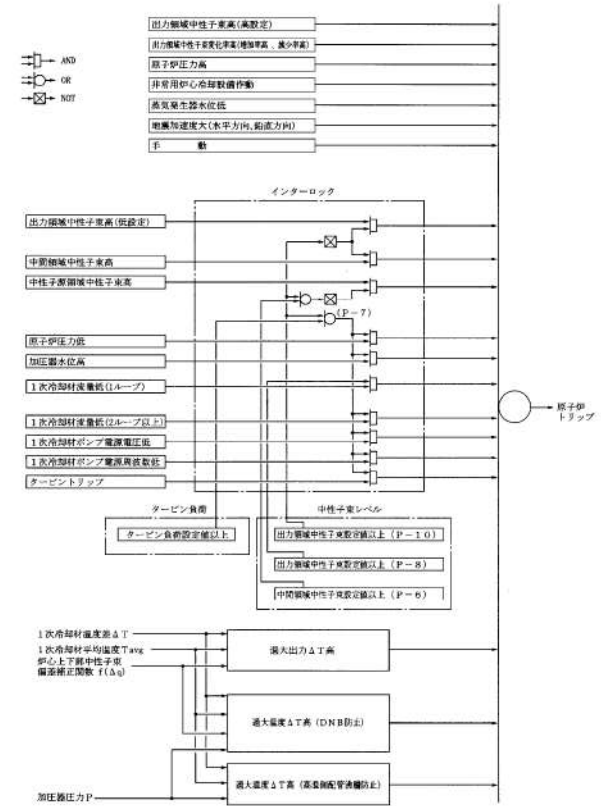 出力領域中性子束高(高設定)
出力領域中性子束変化率高(増加率高、減少率高)
原子炉圧力高
非常用炉心冷却設備作動
蒸気発生器水位低
地震加速度大(水平方向,鉛直方向)
手　動
AND
OR
NOT
インターロック
出力領域中性子束高(低設定)
中間領域中性子束高
中性子源領域中性子束高
(P-7)
原子炉圧力低
加圧器水位高
1次冷却材流量低(1ループ)
1次冷却材流量低(2ループ以上)
1次冷却材ポンプ電源電圧低
1次冷却材ポンプ電源周波数低
タービントリップ
原子炉
トリップ
タービン負荷
タービン負荷設定値以上
中性子束レベル
出力領域中性子束設定値以上(P-10)
出力領域中性子束設定値以上(P-8)
中間領域中性子束設定値以上(P-6)
1次冷却材温度差ΔT
1次冷却材平均温度Tavg
炉心上下部中性子束
偏差補正関数 f(Δq)
過大出力ΔT高
過大温度ΔT高(DNB防止)
過大温度ΔT高(高温側配管沸騰防止)
加圧器圧力P